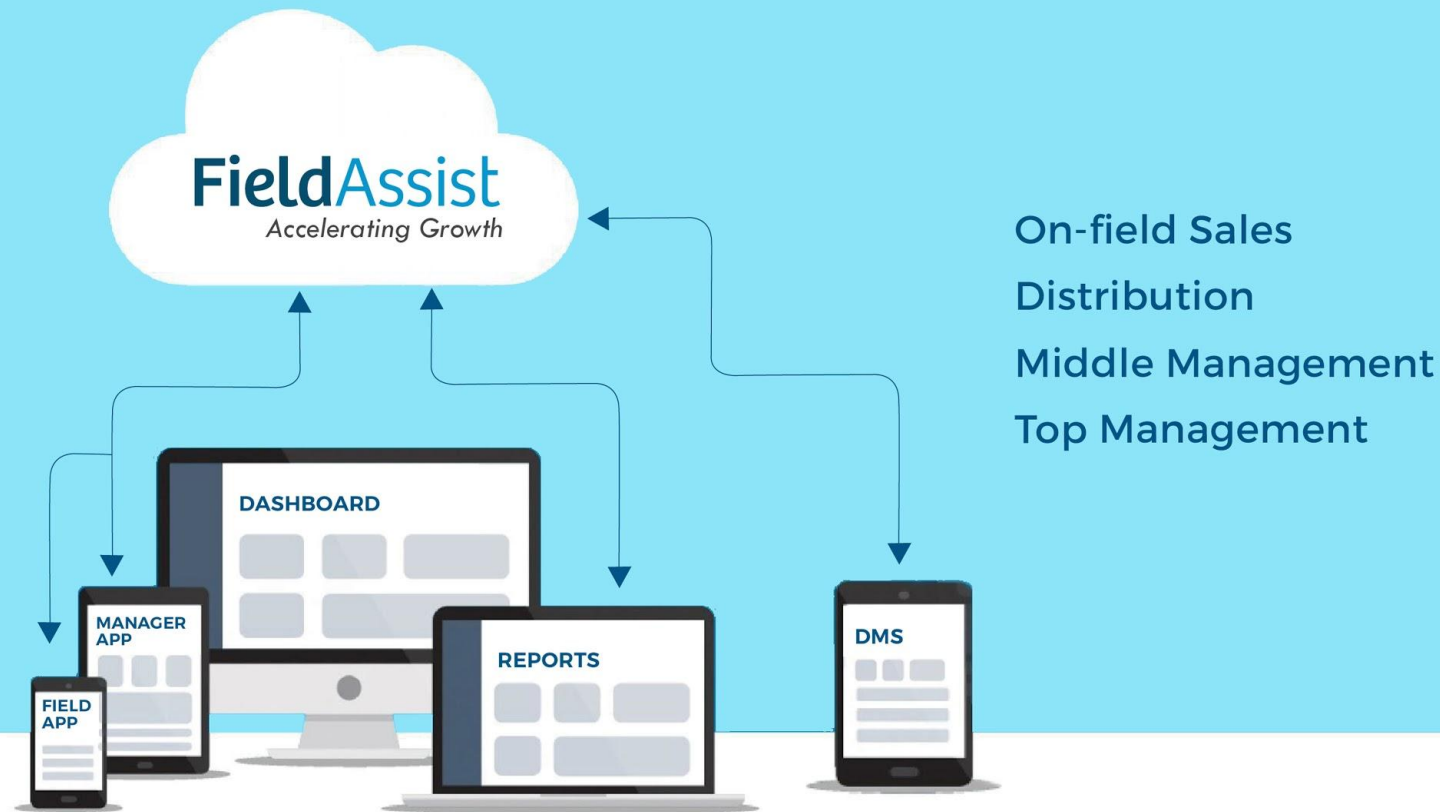 FieldAssist
Accelerating Growth
On-field Sales
Distribution
Middle Management
Top Management
DASHBOARD
MANAGER
APP
FIELD
APP
REPORTS
DMS